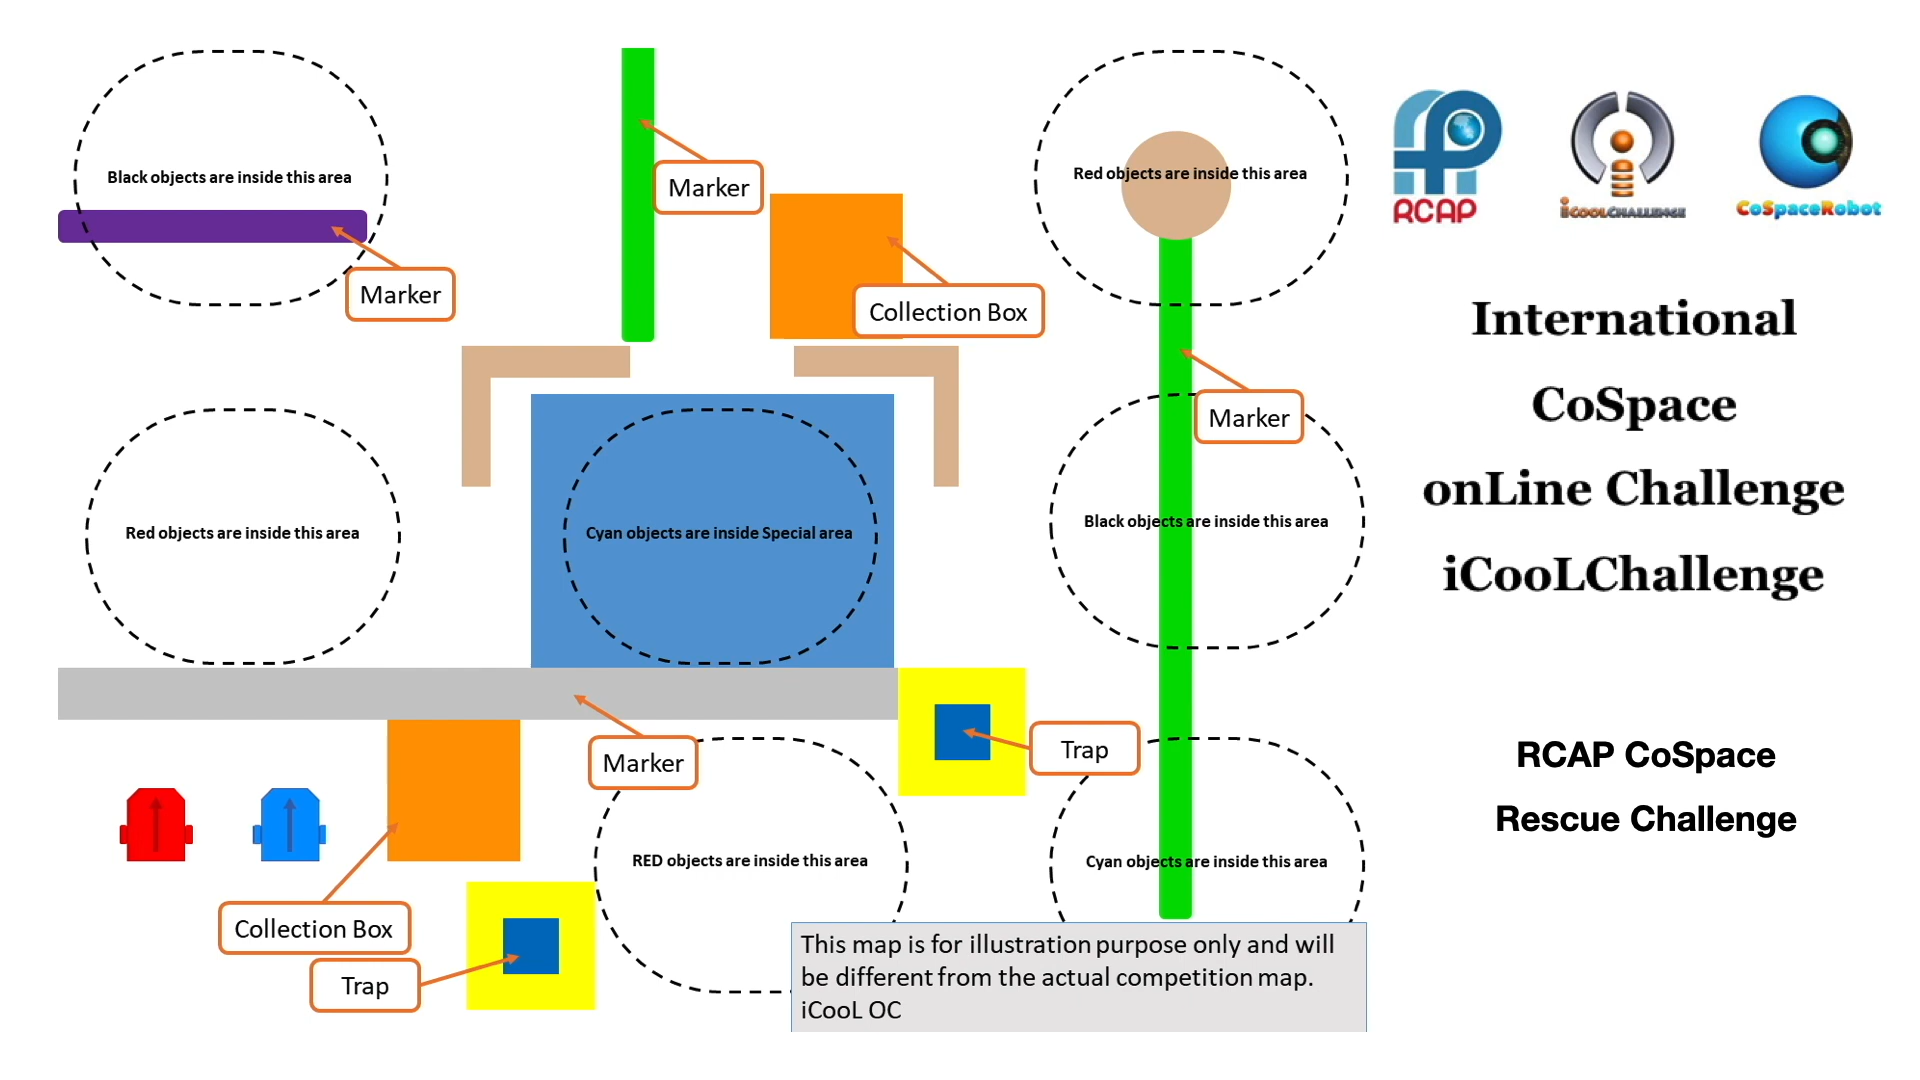 Black objects are inside this area
Marker
Marker
Collection Box
Red objects are inside this area
Marker
Red objects are inside this area
Cyan objects are inside Special area
Black objects are inside this area
Marker
Trap
Collection Box
Trap
RED objects are inside this area
Cyan objects are inside this area
This map is for illustration purpose only and will
be different from the actual competition map.
iCooL OC
RCAP
iCOOLCHALLENGE
CoSpaceRobot
International
CoSpace
onLine Challenge
iCooLChallenge
RCAP CoSpace
Rescue Challenge